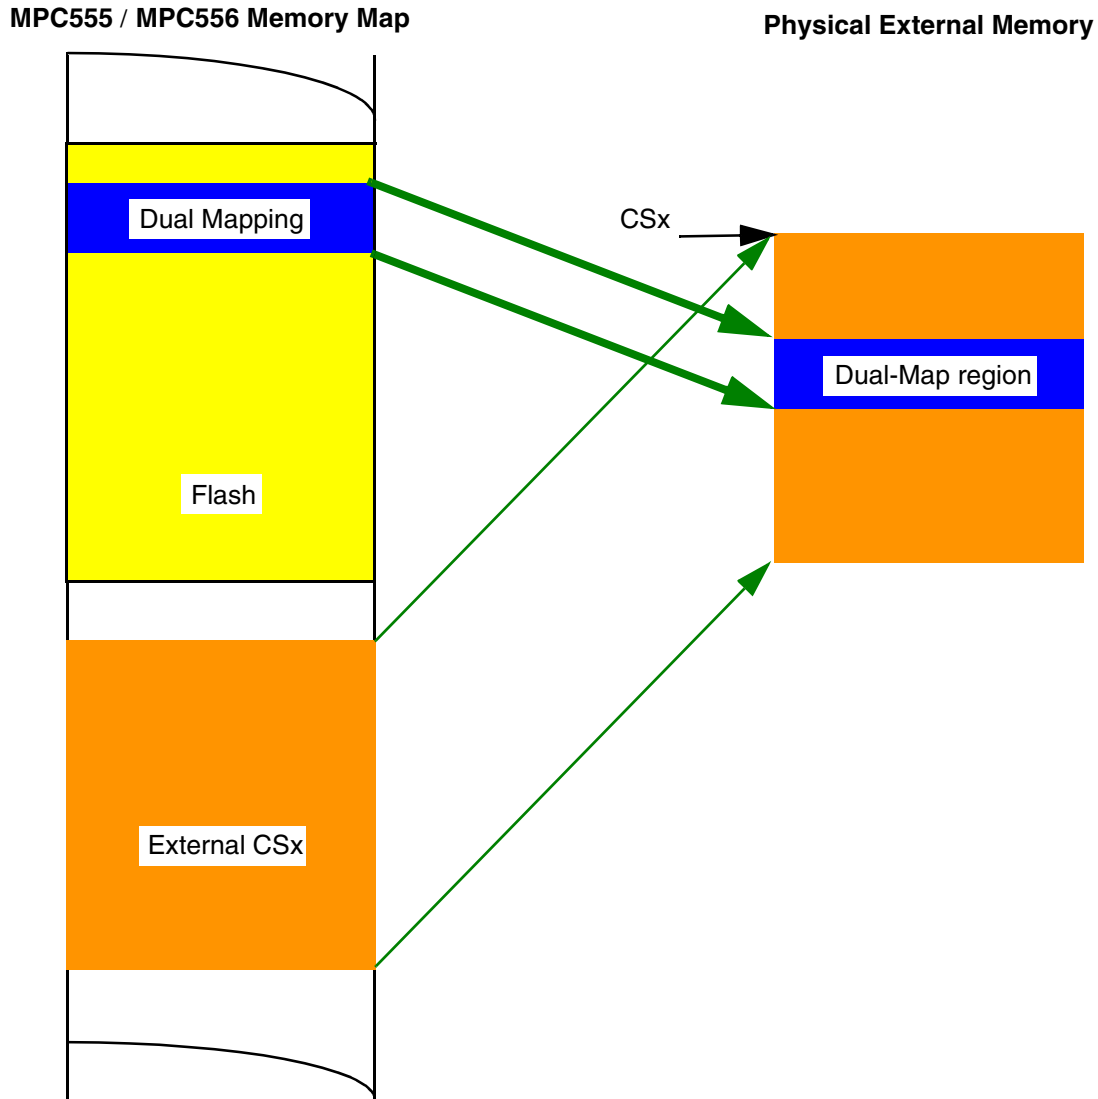 MPC555 / MPC556 Memory Map
Physical External Memory
Dual Mapping
CSx
Dual-Map region
Flash
External CSx